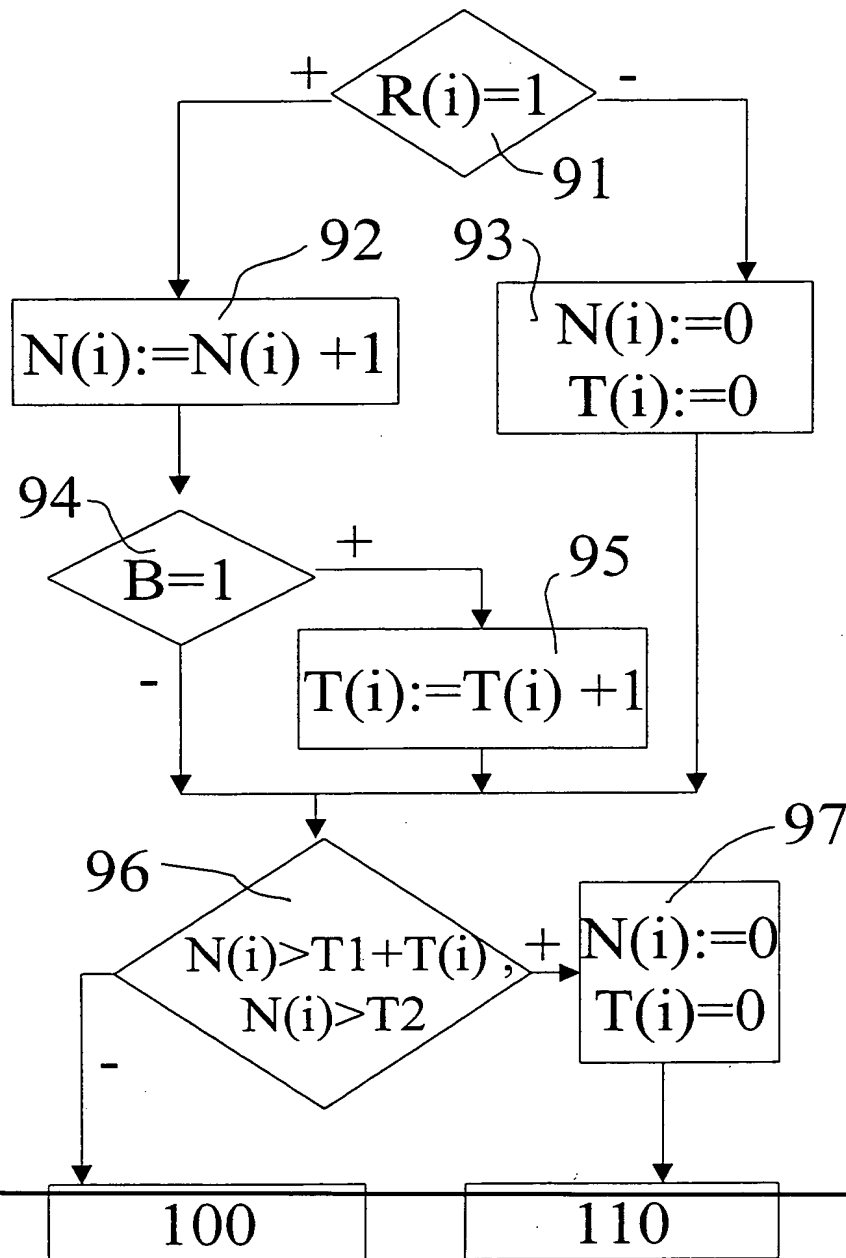 +
R(i)=1
-
91
92
93
N(i):=N(i) +1
N(i):=0
T(i):=0
94
B=1
+
95
-
T(i):=T(i) +1
96
97
N(i)>T1+T(i) ,
N(i)>T2
+
N(i):=0
T(i)=0
-
100
110